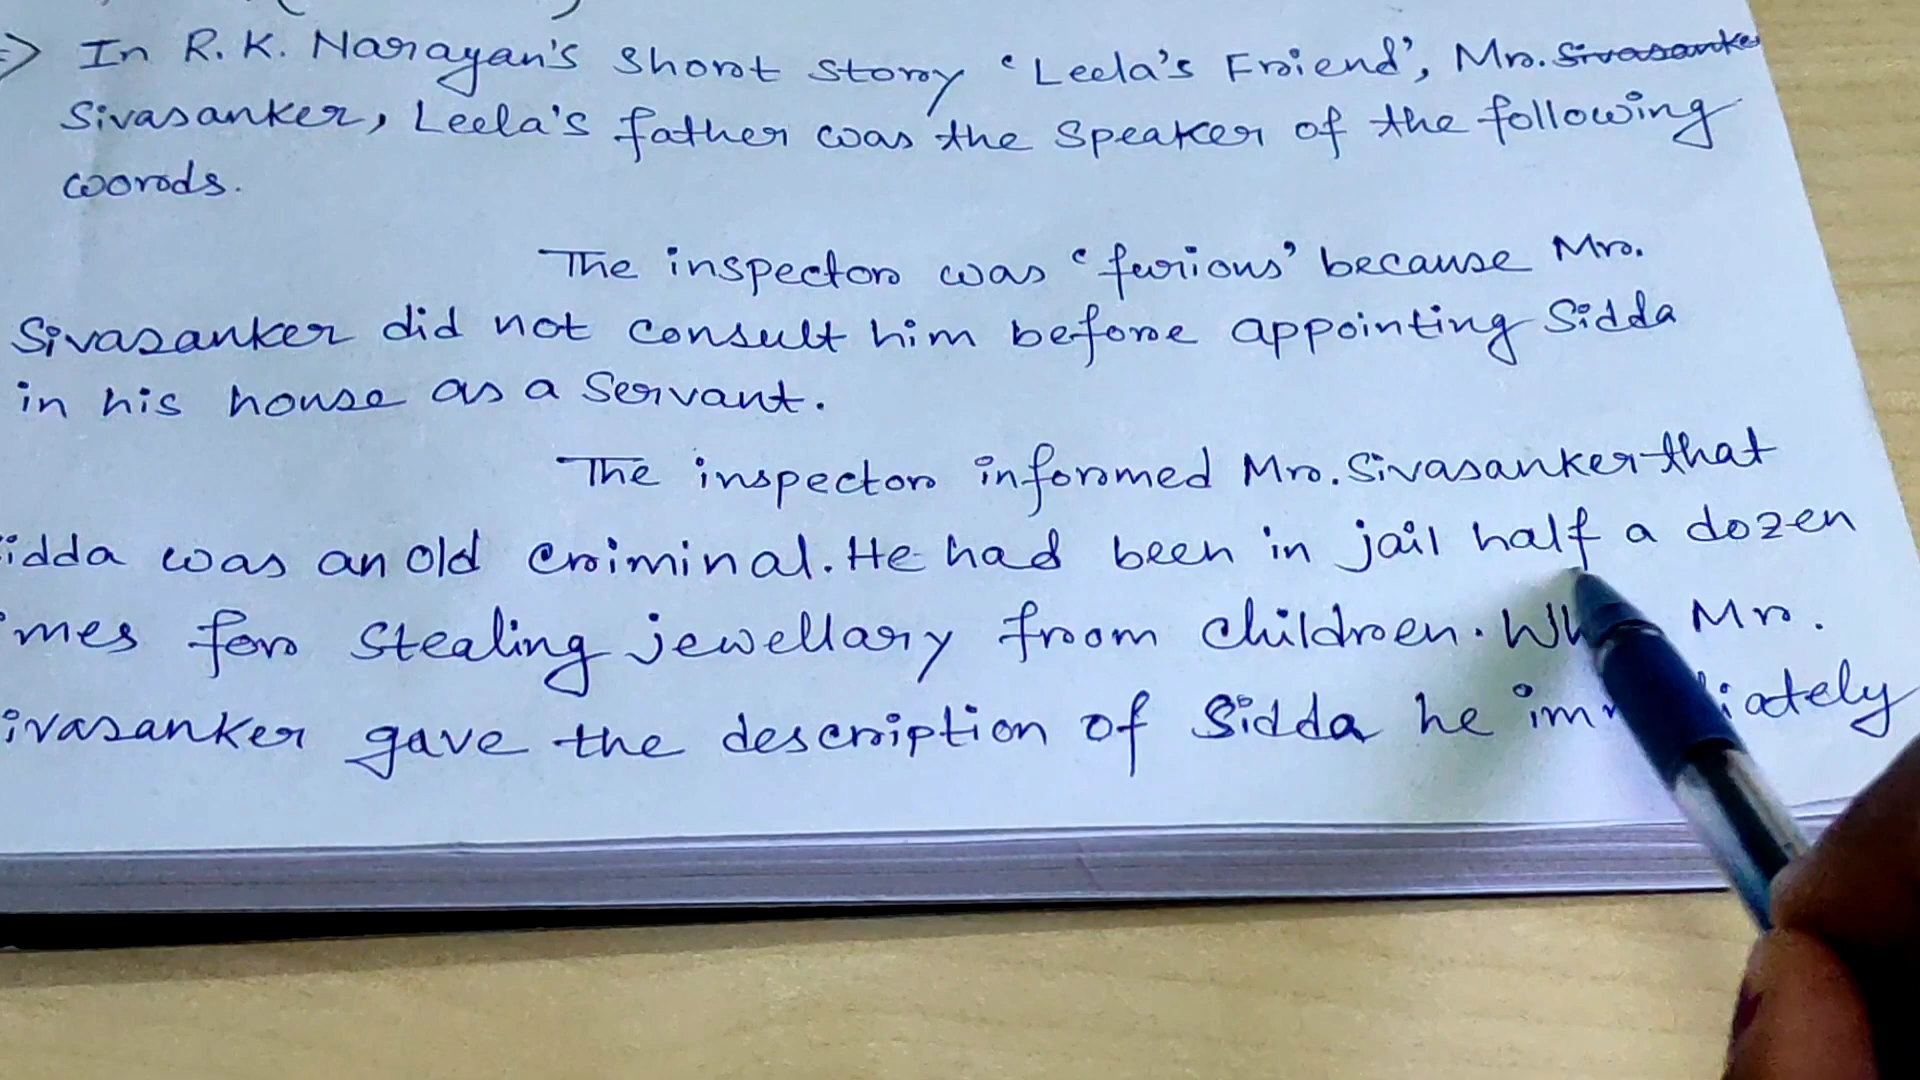 => In R.K. Narayan's short story 'Leela's Friend', Mr. Sivasanke
Sivasanker, Leela's father was the speaker of the following
words.
The inspector was 'furious' because Mr.
Sivasanker did not consult him before appointing Sidda
in his house as a servant.
The inspector informed Mr. Sivasanker that
idda was an old criminal. He had been in jail half a dozen
mes for stealing jewellary from children. Mr.
ivasanker gave the description of Sidda he